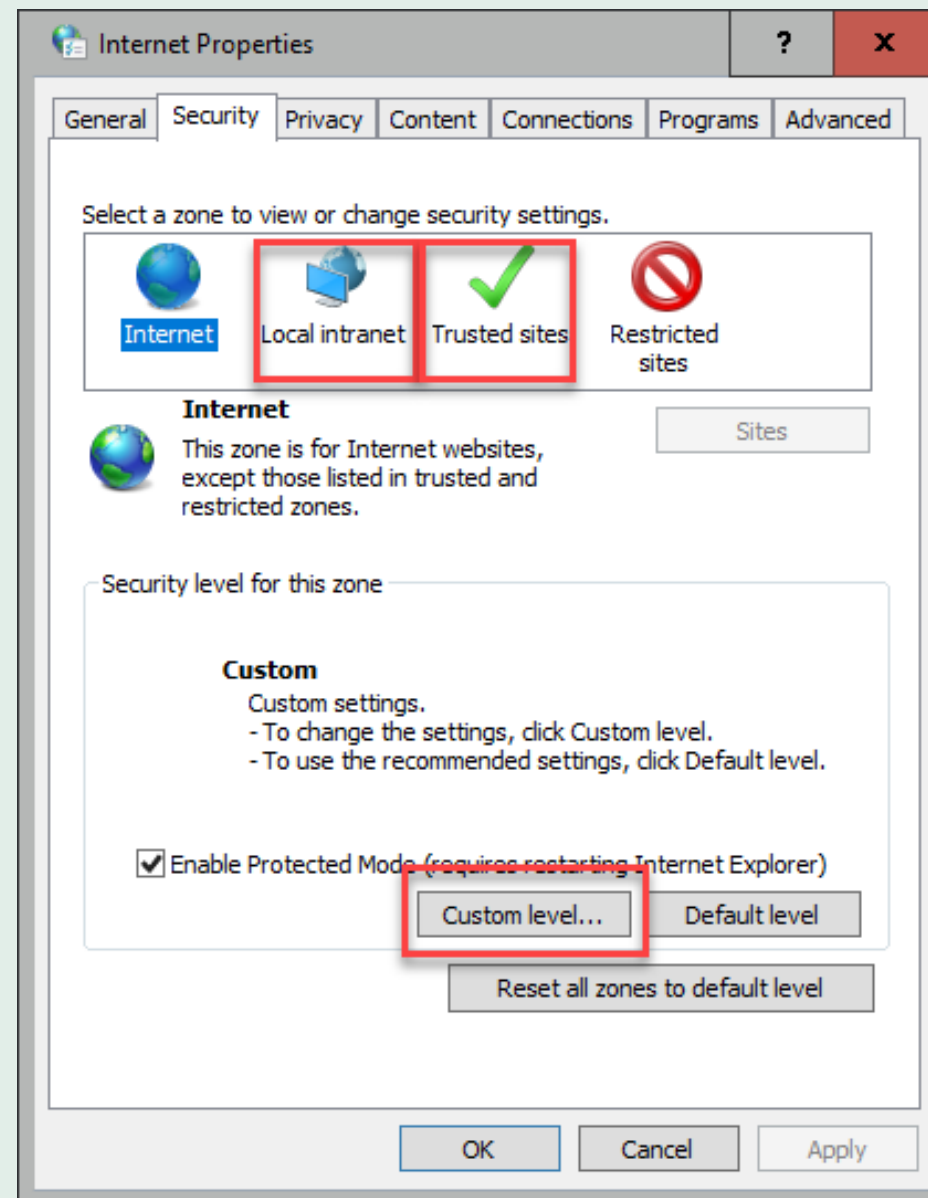 Internet Properties
?
x
General Security Privacy Content Connections Programs Advanced
Select a zone to view or change security settings.
Internet Local intranet Trusted sites Restricted
sites
Internet
Sites
This zone is for Internet websites,
except those listed in trusted and
restricted zones.
Security level for this zone
Custom
Custom settings.
- To change the settings, click Custom level.
- To use the recommended settings, click Default level.
Enable Protected Mode (requires restarting Internet Explorer)
Custom level... Default level
Reset all zones to default level
OK Cancel Apply